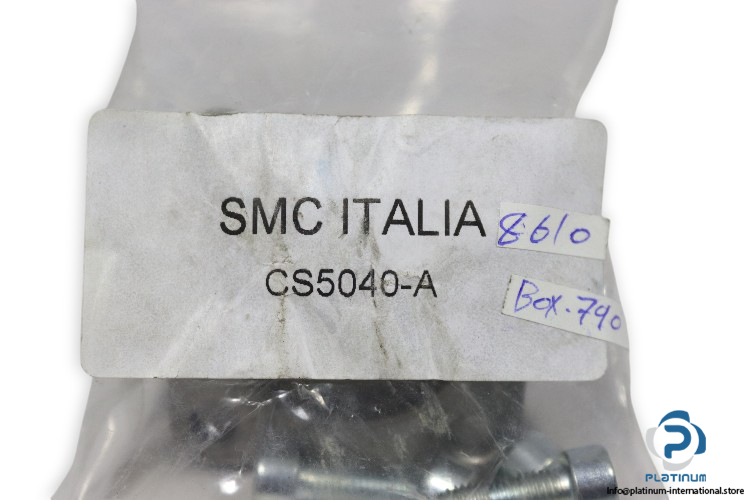 SMC ITALIA
8610
CS5040-A
Box.790
PLATINUM
info@platinum-international.store